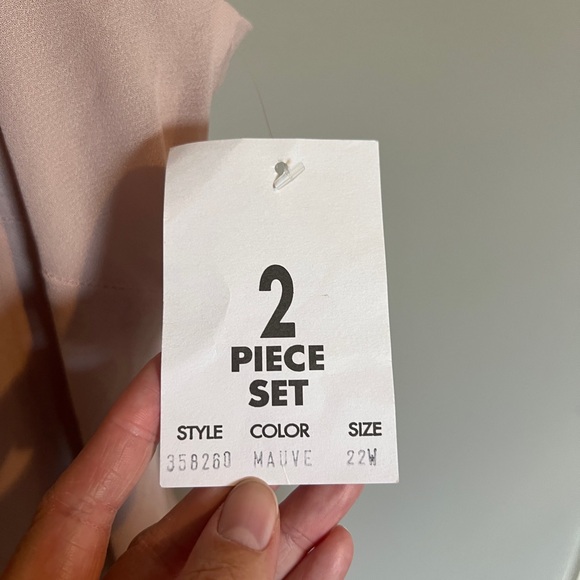 2
PIECE
SET
STYLE COLOR SIZE
358260 MAUVE 22W